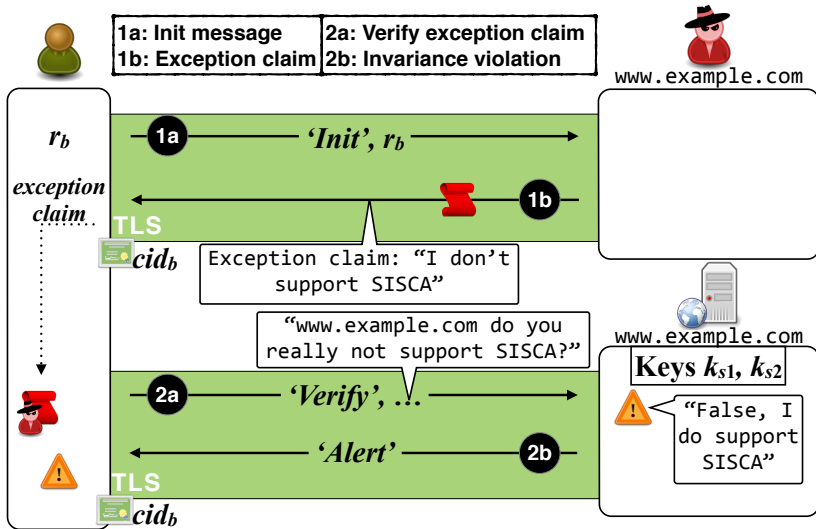 1a: Init message
2a: Verify exception claim
1b: Exception claim
2b: Invariance violation
www.example.com
r_b
1a
‘Init’, r_b
exception
claim
1b
TLS
cid_b
Exception claim: “I don’t
support SISCA”
www.example.com
“www.example.com do you
really not support SISCA?”
Keys k_s1, k_s2
2a
‘Verify’, …
“False, I
do support
SISCA”
‘Alert’
2b
TLS
cid_b